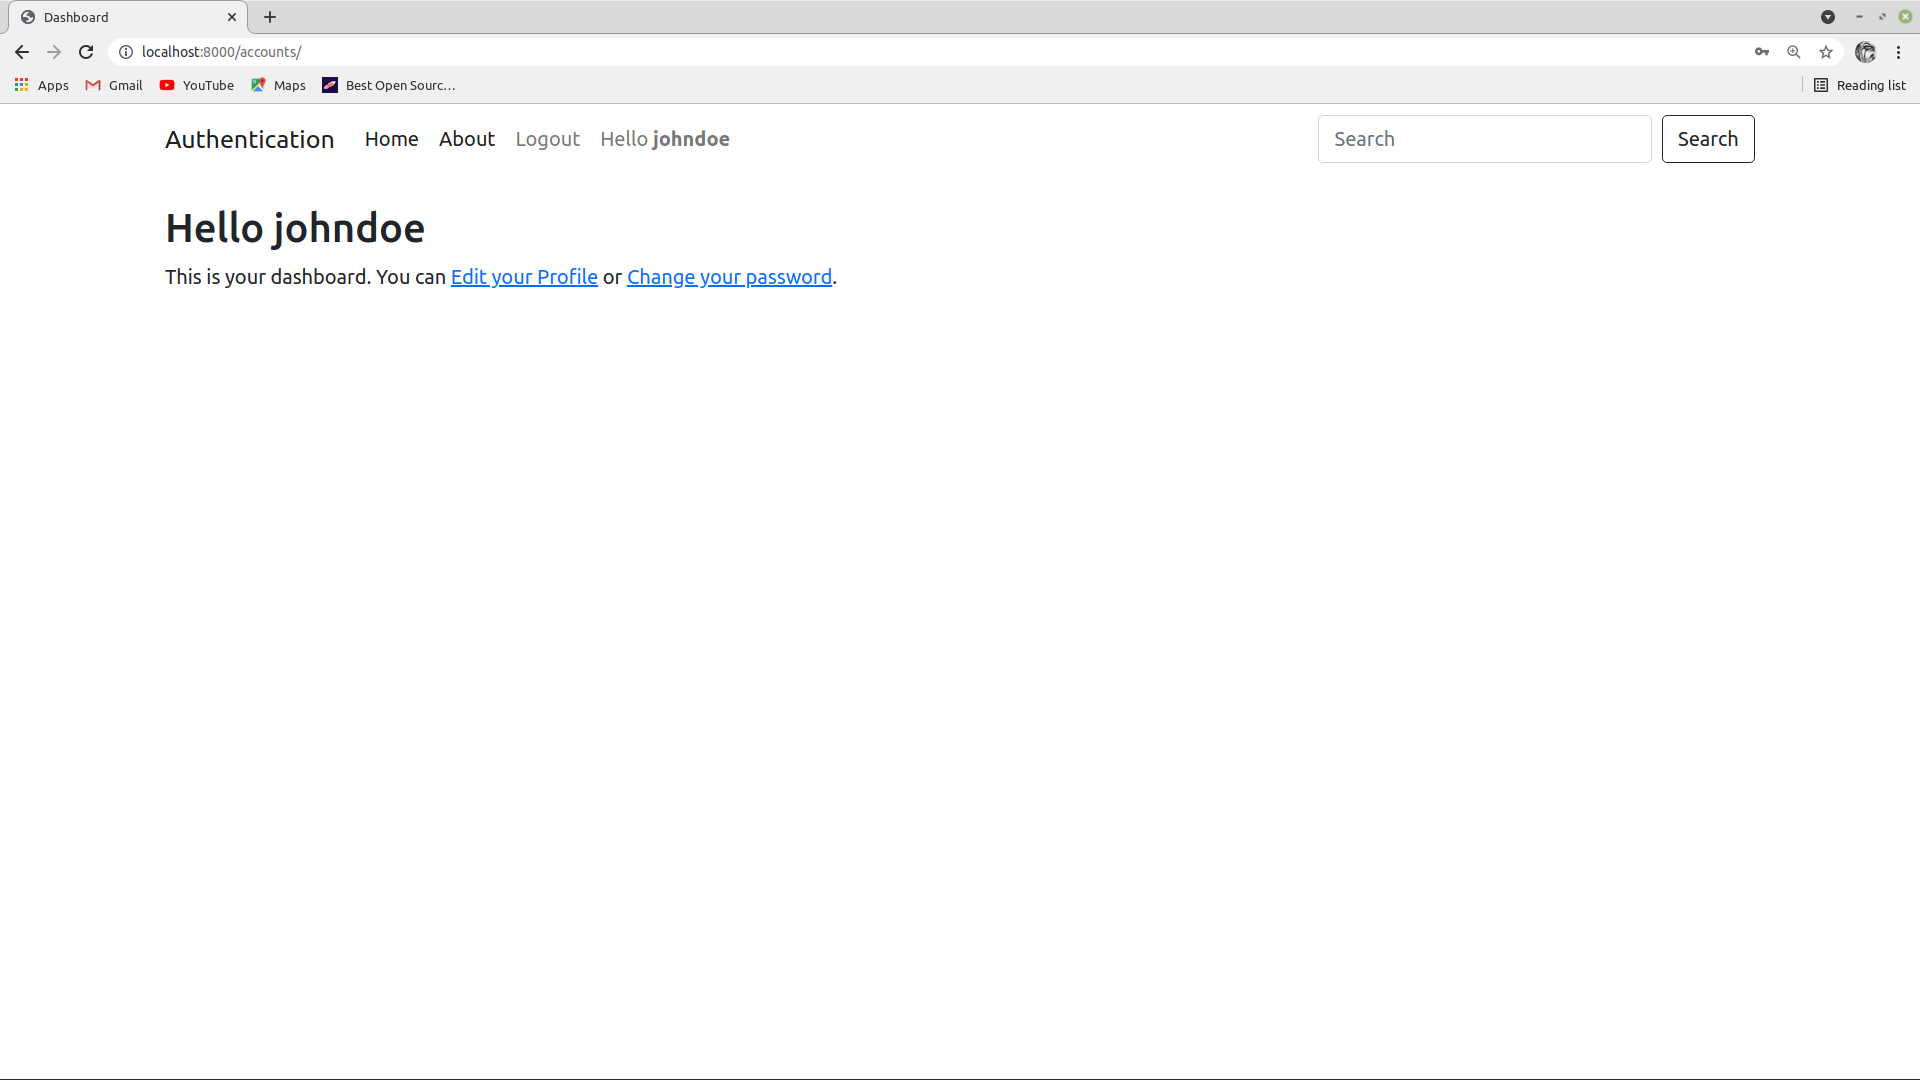 Dashboard
localhost:8000/accounts/
Apps Gmail YouTube Maps Best Open Sourc... Reading list
Authentication Home About Logout Hello johndoe Search Search
Hello johndoe
This is your dashboard. You can Edit your Profile or Change your password.